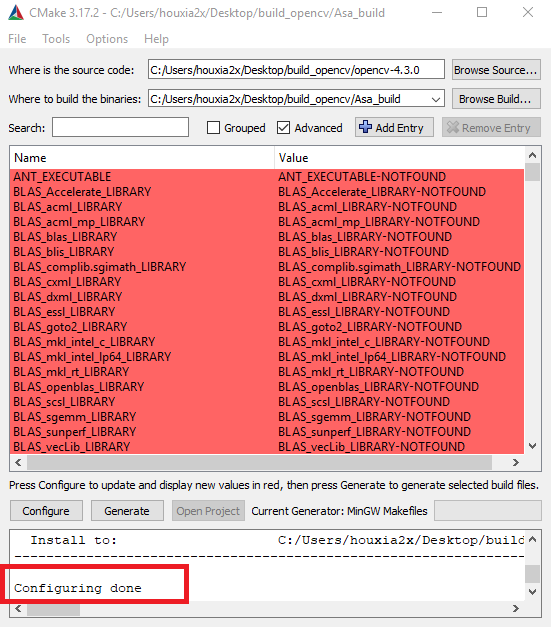 CMake 3.17.2 - C:/Users/houxia2x/Desktop/build_opencv/Asa_build
File Tools Options Help
Where is the source code: C:/Users/houxia2x/Desktop/build_opencv/opencv-4.3.0 Browse Source...
Where to build the binaries: C:/Users/houxia2x/Desktop/build_opencv/Asa_build Browse Build...
Search: Grouped Advanced Add Entry Remove Entry
Name Value
ANT_EXECUTABLE ANT_EXECUTABLE-NOTFOUND
BLAS_Accelerate_LIBRARY BLAS_Accelerate_LIBRARY-NOTFOUND
BLAS_acml_LIBRARY BLAS_acml_LIBRARY-NOTFOUND
BLAS_acml_mp_LIBRARY BLAS_acml_mp_LIBRARY-NOTFOUND
BLAS_blas_LIBRARY BLAS_blas_LIBRARY-NOTFOUND
BLAS_blis_LIBRARY BLAS_blis_LIBRARY-NOTFOUND
BLAS_complib.sgimath_LIBRARY BLAS_complib.sgimath_LIBRARY-NOTFOUND
BLAS_cxml_LIBRARY BLAS_cxml_LIBRARY-NOTFOUND
BLAS_dxml_LIBRARY BLAS_dxml_LIBRARY-NOTFOUND
BLAS_essl_LIBRARY BLAS_essl_LIBRARY-NOTFOUND
BLAS_goto2_LIBRARY BLAS_goto2_LIBRARY-NOTFOUND
BLAS_mkl_intel_c_LIBRARY BLAS_mkl_intel_c_LIBRARY-NOTFOUND
BLAS_mkl_intel_lp64_LIBRARY BLAS_mkl_intel_lp64_LIBRARY-NOTFOUND
BLAS_mkl_rt_LIBRARY BLAS_mkl_rt_LIBRARY-NOTFOUND
BLAS_openblas_LIBRARY BLAS_openblas_LIBRARY-NOTFOUND
BLAS_scsl_LIBRARY BLAS_scsl_LIBRARY-NOTFOUND
BLAS_sgemm_LIBRARY BLAS_sgemm_LIBRARY-NOTFOUND
BLAS_sunperf_LIBRARY BLAS_sunperf_LIBRARY-NOTFOUND
BLAS_vecLib_LIBRARY BLAS_vecLib_LIBRARY-NOTFOUND
Press Configure to update and display new values in red, then press Generate to generate selected build files.
Configure Generate Open Project Current Generator: MinGW Makefiles
Install to: C:/Users/houxia2x/Desktop/build
Configuring done